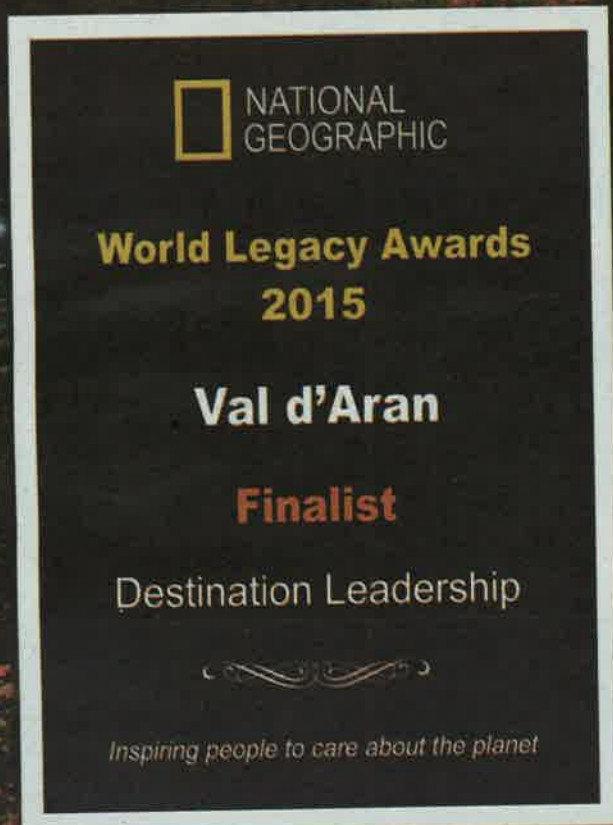 NATIONAL
GEOGRAPHIC
World Legacy Awards
2015
Val d'Aran
Finalist
Destination Leadership
Inspiring people to care about the planet